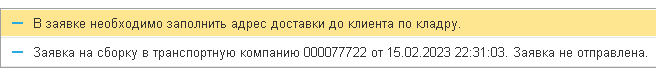 В заявке необходимо заполнить адрес доставки до клиента по кладру.
Заявка на сборку в транспортную компанию 000077722 от 15.02.2023 22:31:03. Заявка не отправлена.